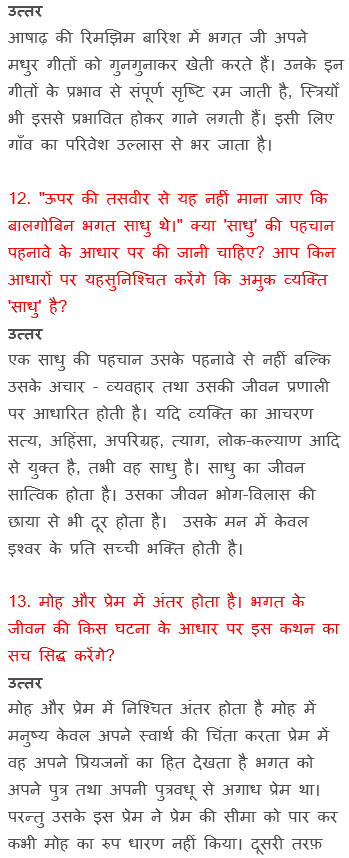 उत्तर
आषाढ़ की रिमझिम बारिश में भगत जी अपने
मधुर गीतों को गुनगुनाकर खेती करते हैं। उनके इन
गीतों के प्रभाव से संपूर्ण सृष्टि रम जाती है, स्त्रियोँ
भी इससे प्रभावित होकर गाने लगती हैं। इसी लिए
गाँव का परिवेश उल्लास से भर जाता है।
12. "ऊपर की तसवीर से यह नहीं माना जाए कि
बालगोबिन भगत साधु थे।" क्या 'साधु' की पहचान
पहनावे के आधार पर की जानी चाहिए? आप किन
आधारों पर यहसुनिश्चित करेंगे कि अमुक व्यक्ति
'साधु' है?
उत्तर
एक साधु की पहचान उसके पहनावे से नहीं बल्कि
उसके अचार - व्यवहार तथा उसकी जीवन प्रणाली
पर आधारित होती है। यदि व्यक्ति का आचरण
सत्य, अहिंसा, अपरिग्रह, त्याग, लोक-कल्याण आदि
से युक्त है, तभी वह साधु है। साधु का जीवन
सात्विक होता है। उसका जीवन भोग-विलास की
छाया से भी दूर होता है। उसके मन में केवल
इश्वर के प्रति सच्ची भक्ति होती है।
13. मोह और प्रेम में अंतर होता है। भगत के
जीवन की किस घटना के आधार पर इस कथन का
सच सिद्ध करेंगे?
उत्तर
मोह और प्रेम में निश्चित अंतर होता है मोह में
मनुष्य केवल अपने स्वार्थ की चिंता करता प्रेम में
वह अपने प्रियजनों का हित देखता है भगत को
अपने पुत्र तथा अपनी पुत्रवधू से अगाध प्रेम था।
परन्तु उसके इस प्रेम ने प्रेम की सीमा को पार कर
कभी मोह का रुप धारण नहीं किया। दूसरी तरफ़